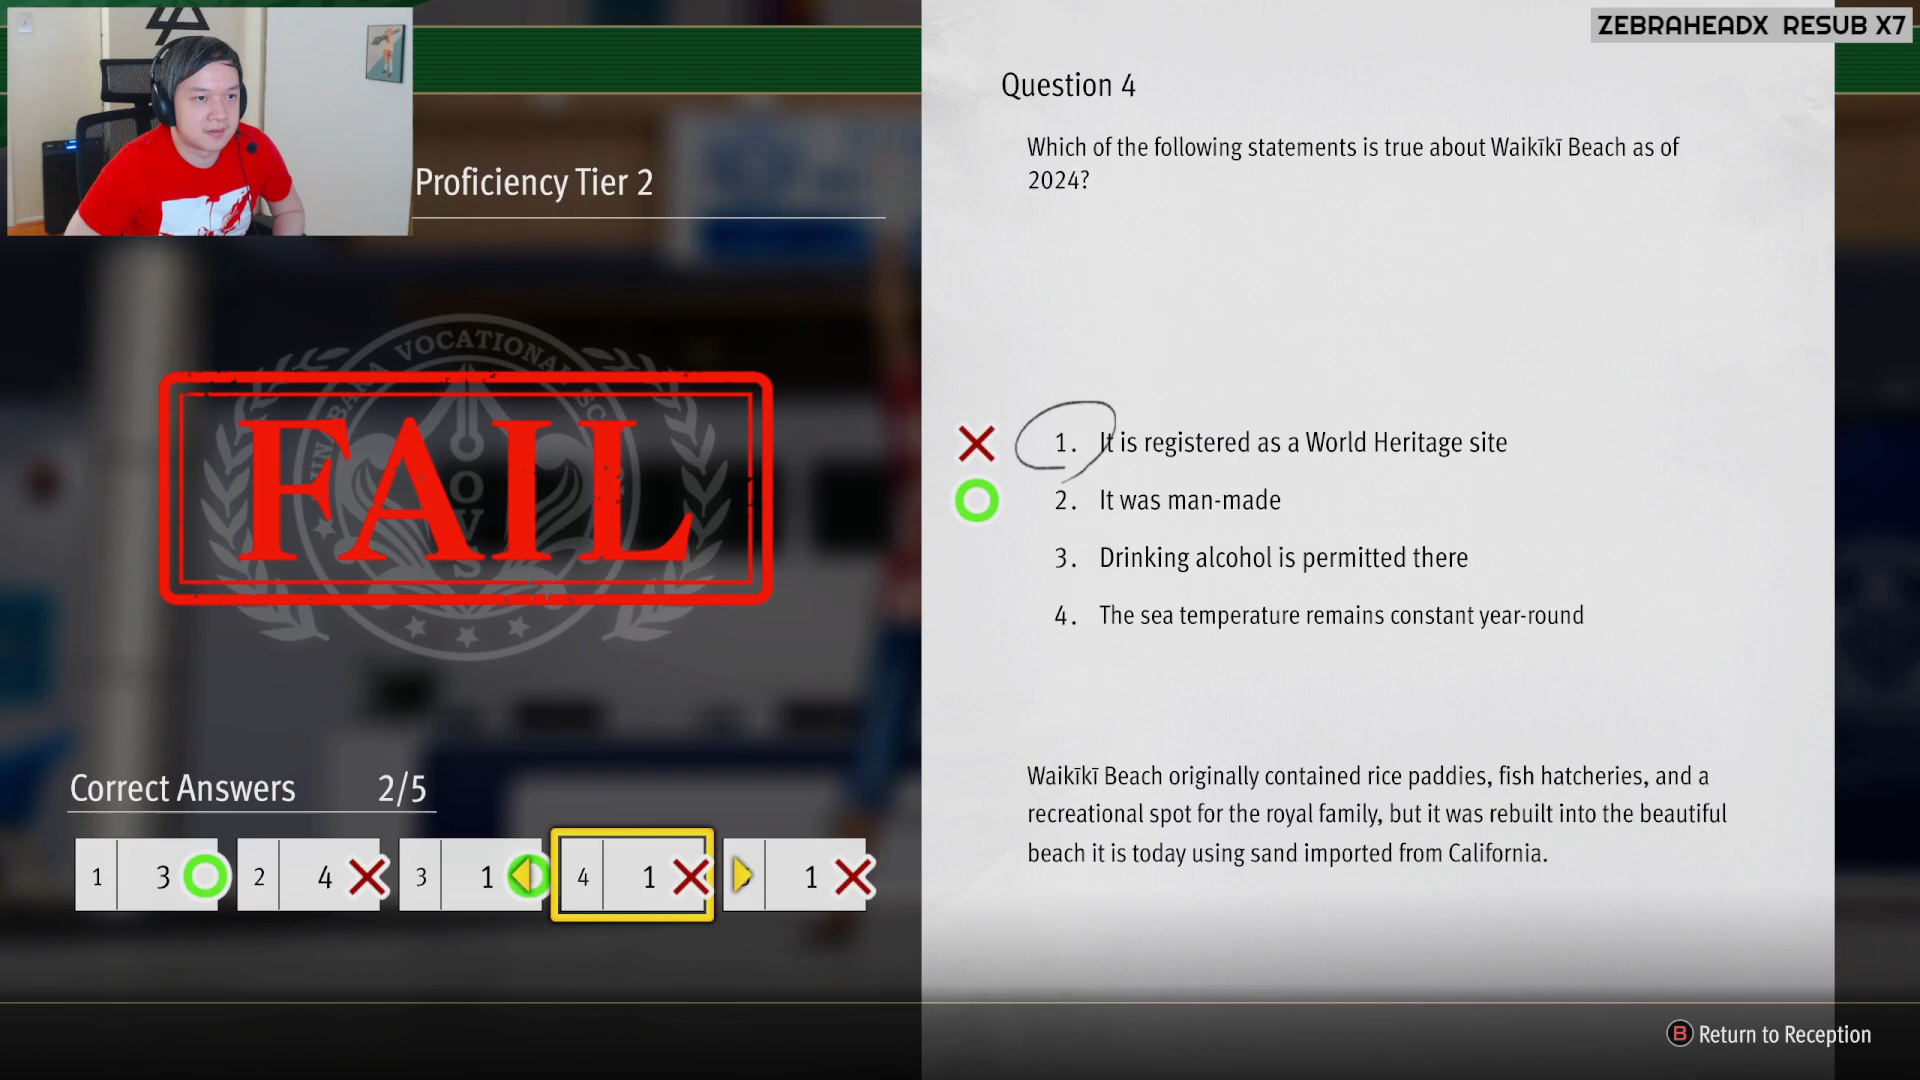 ZEBRAHEADX RESUB X7
Proficiency Tier 2
VOCATIONAL
OVS
FAIL
Correct Answers 2/5
1 3
2 4
3 1
4 1
1
Question 4
Which of the following statements is true about Waikīkī Beach as of
2024?
1. It is registered as a World Heritage site
2. It was man-made
3. Drinking alcohol is permitted there
4. The sea temperature remains constant year-round
Waikīkī Beach originally contained rice paddies, fish hatcheries, and a
recreational spot for the royal family, but it was rebuilt into the beautiful
beach it is today using sand imported from California.
B Return to Reception